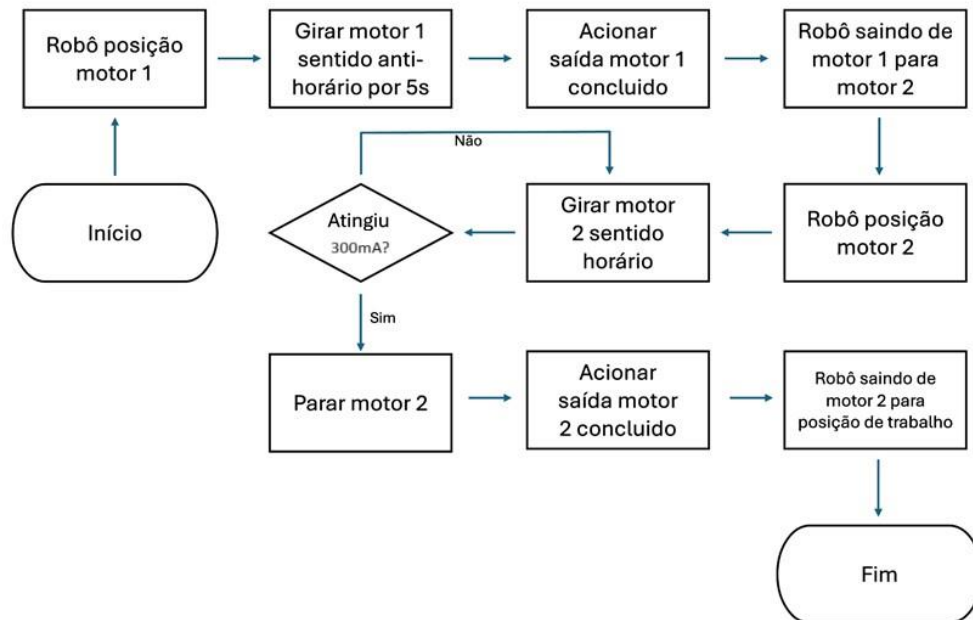 Robô posição
motor 1
Girar motor 1
sentido anti-
horário por 5s
Acionar
saída motor 1
concluido
Robô saindo de
motor 1 para
motor 2
Não
Início
Atingiu
300mA?
Girar motor
2 sentido
horário
Robô posição
motor 2
Sim
Parar motor 2
Acionar
saída motor
2 concluido
Robô saindo de
motor 2 para
posição de trabalho
Fim